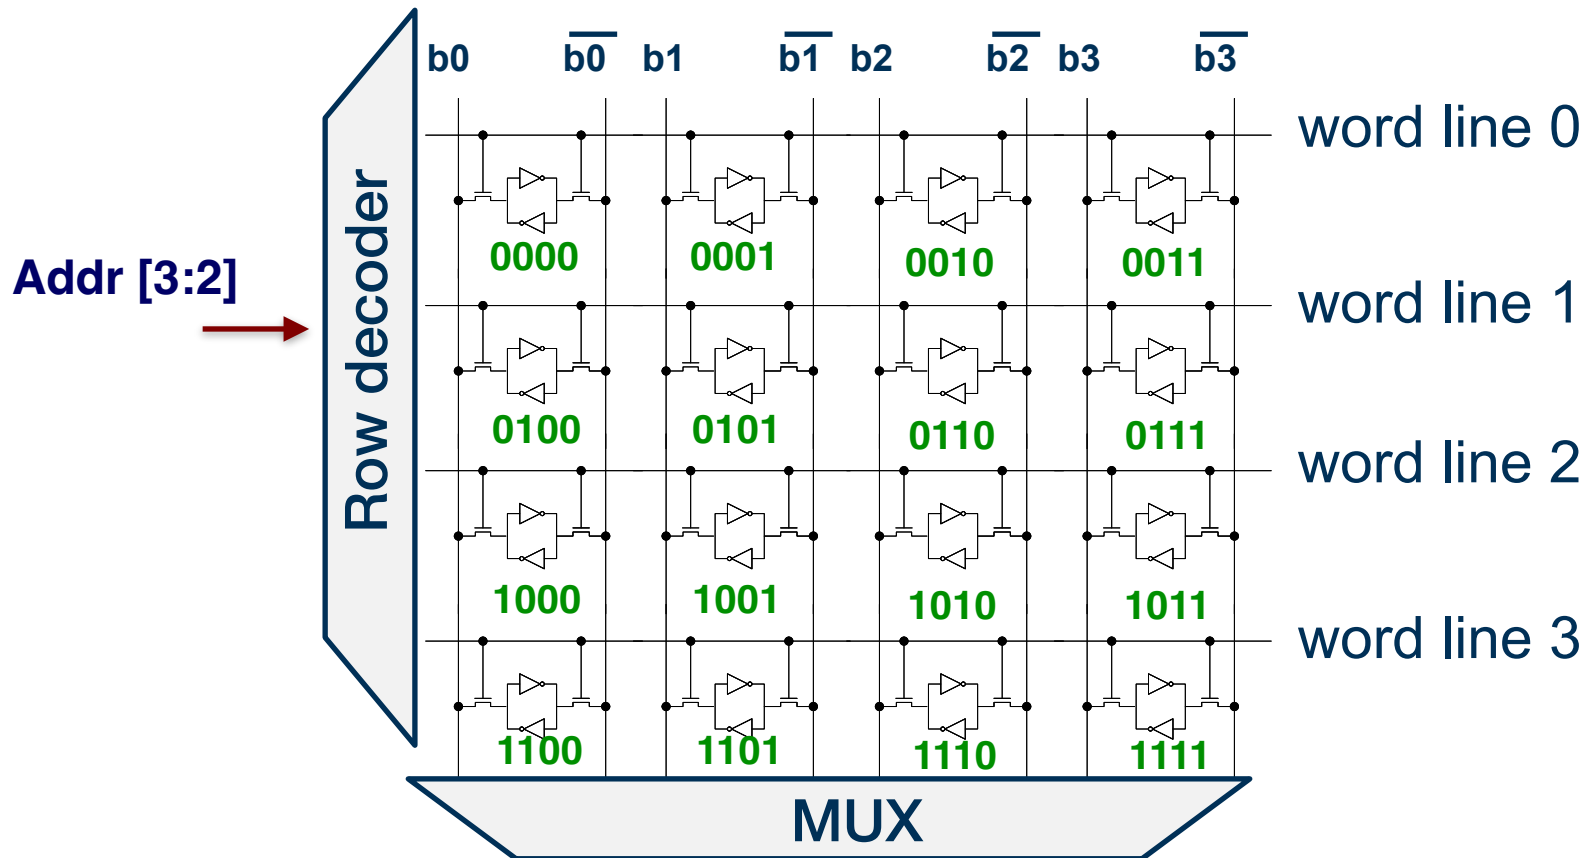 b0 b0 b1 b1 b2 b2 b3 b3
word line 0
0000 0001 0010 0011
Addr [3:2]
Row decoder
word line 1
0100 0101 0110 0111
word line 2
1000 1001 1010 1011
word line 3
1100 1101 1110 1111
MUX